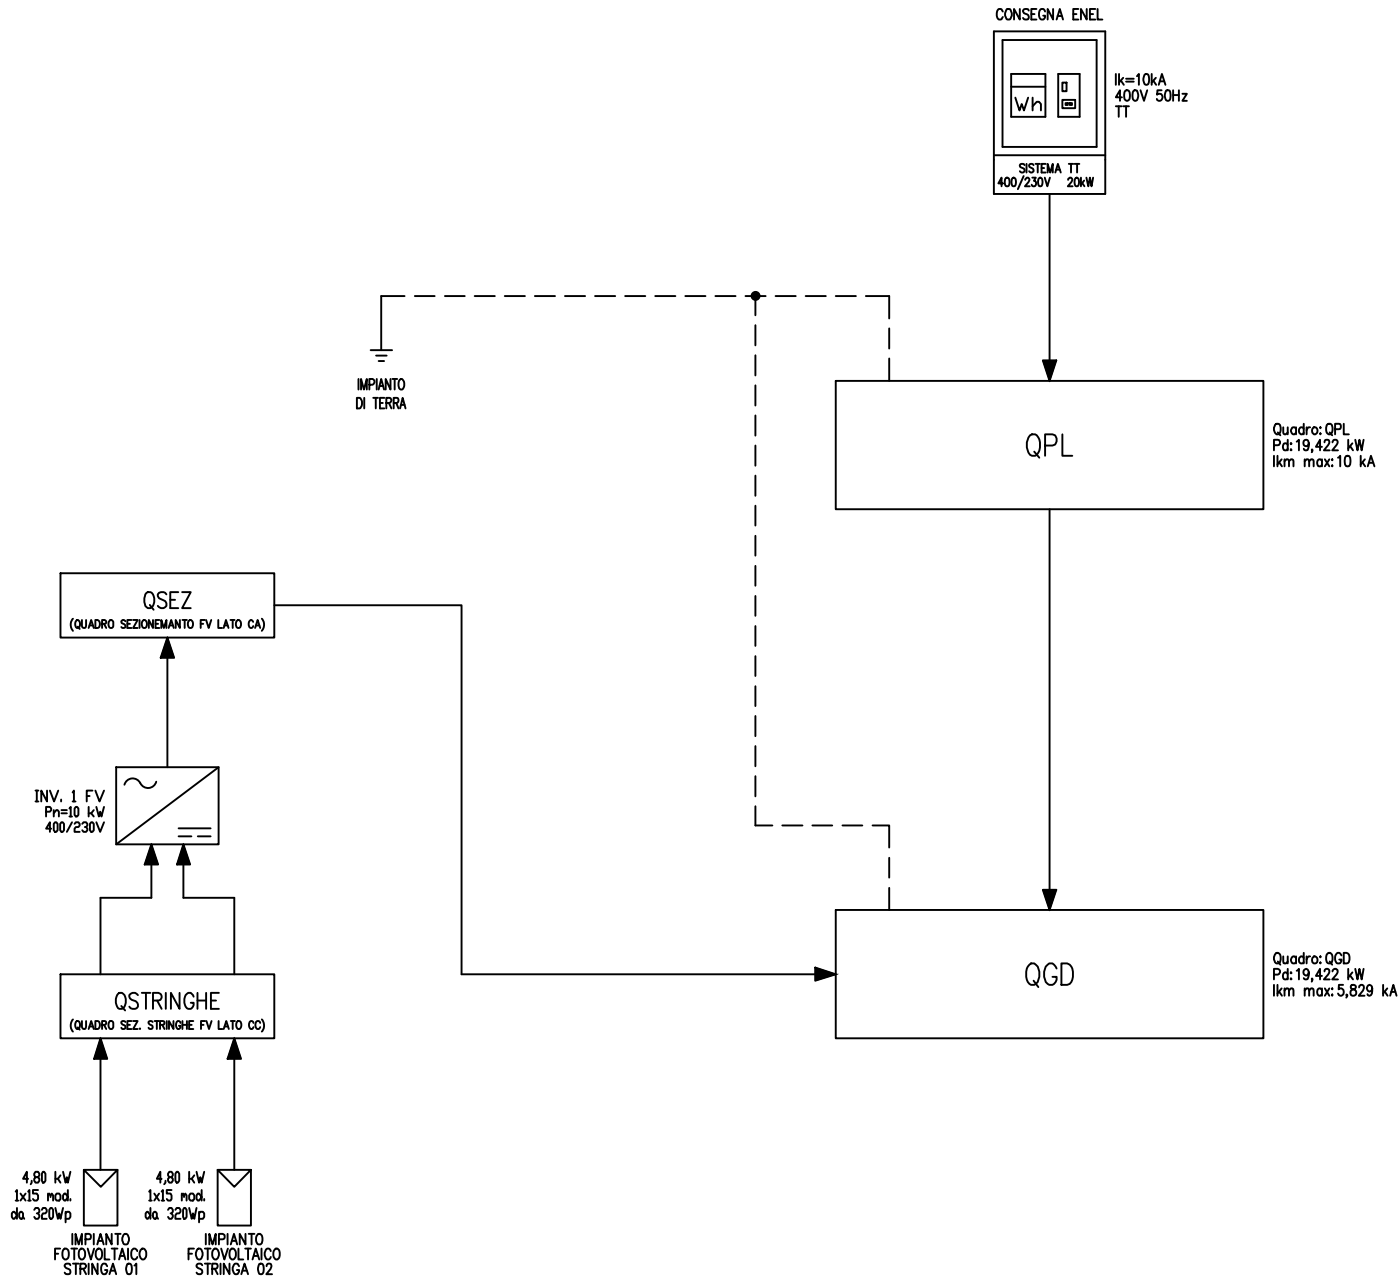 CONSEGNA ENEL
Wh
Ik=10kA
400V 50Hz
TT
SISTEMA TT
400/230V 20kW
IMPIANTO
DI TERRA
QPL
Quadro: QPL
Pd: 19,422 kW
Ikm max: 10 kA
QSEZ
(QUADRO SEZIONEMANTO FV LATO CA)
INV. 1 FV
Pn=10 kW
400/230V
QGD
Quadro: QGD
Pd: 19,422 kW
Ikm max: 5,829 kA
QSTRINGHE
(QUADRO SEZ. STRINGHE FV LATO CC)
4,80 kW
1x15 mod.
da 320Wp
IMPIANTO
FOTOVOLTAICO
STRINGA 01
4,80 kW
1x15 mod.
da 320Wp
IMPIANTO
FOTOVOLTAICO
STRINGA 02